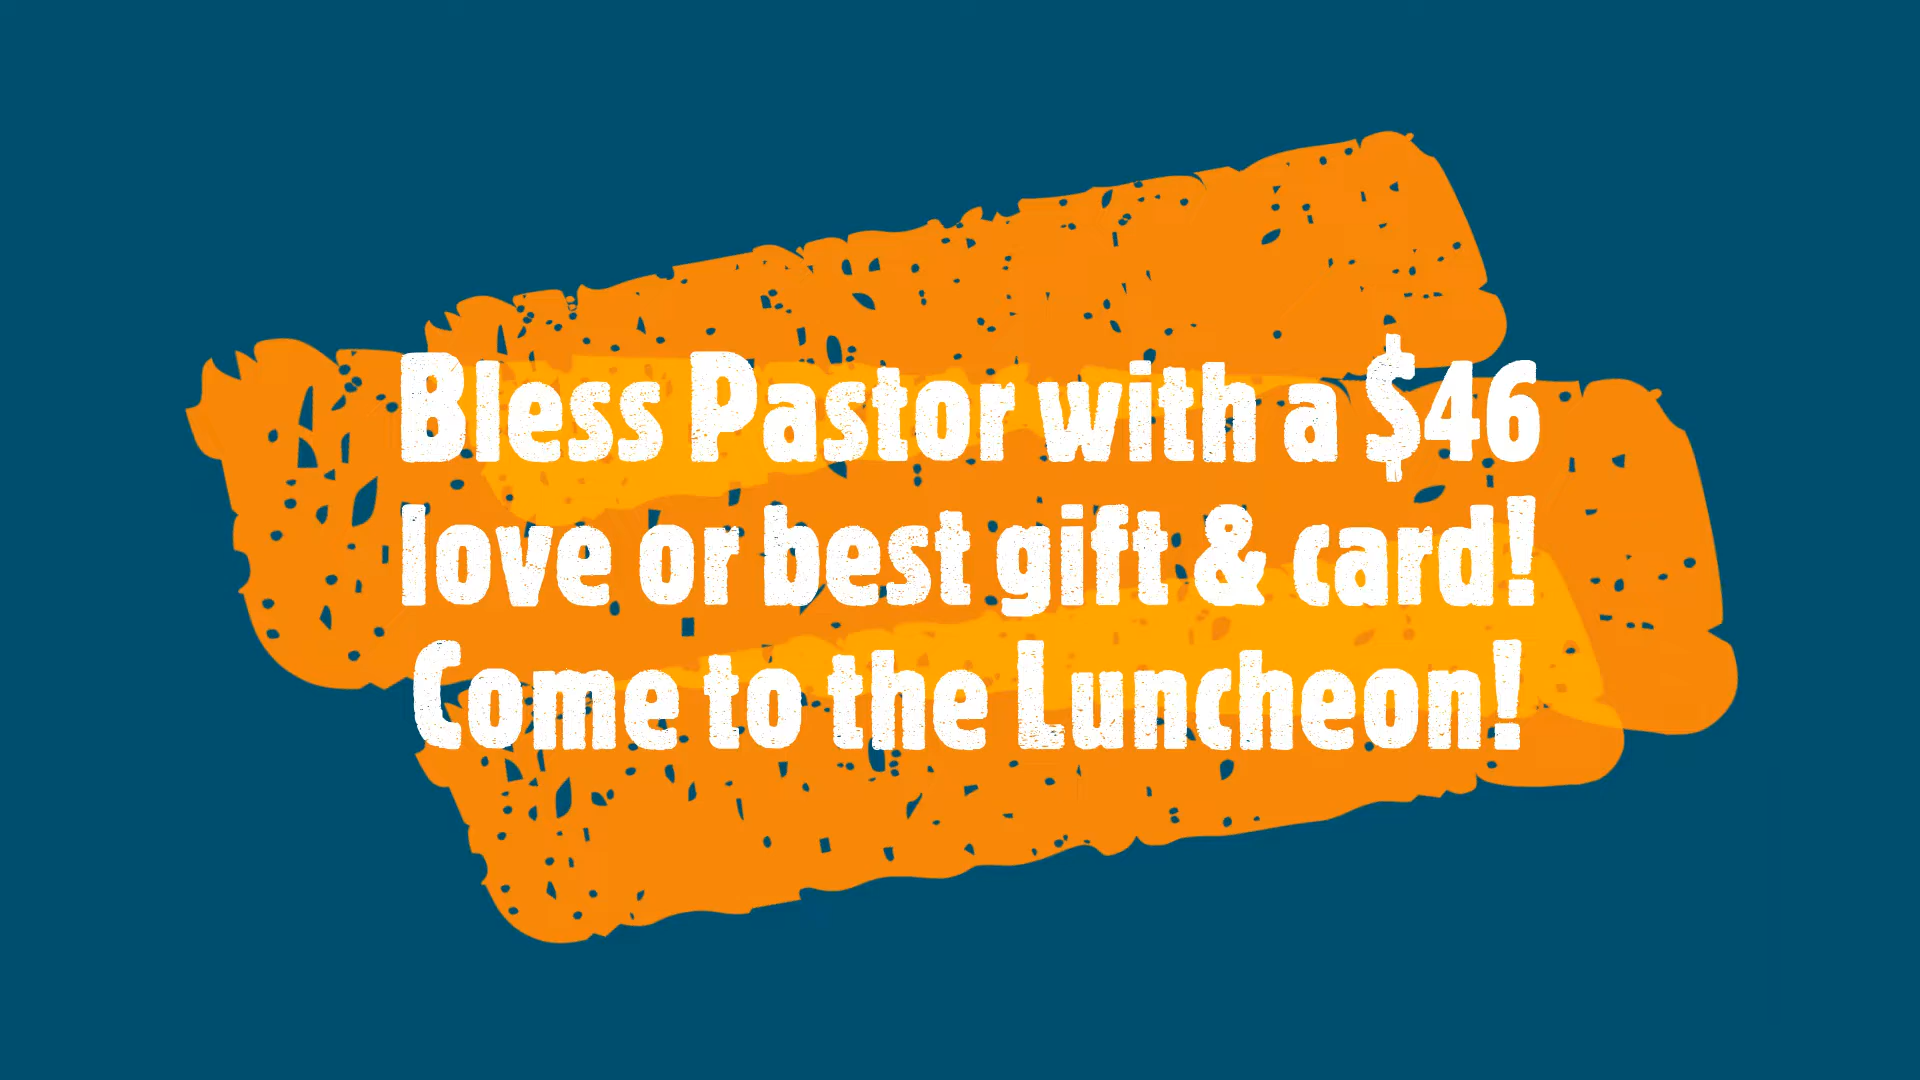 Bless Pastor with a $46
love or best gift & card!
Come to the Luncheon!